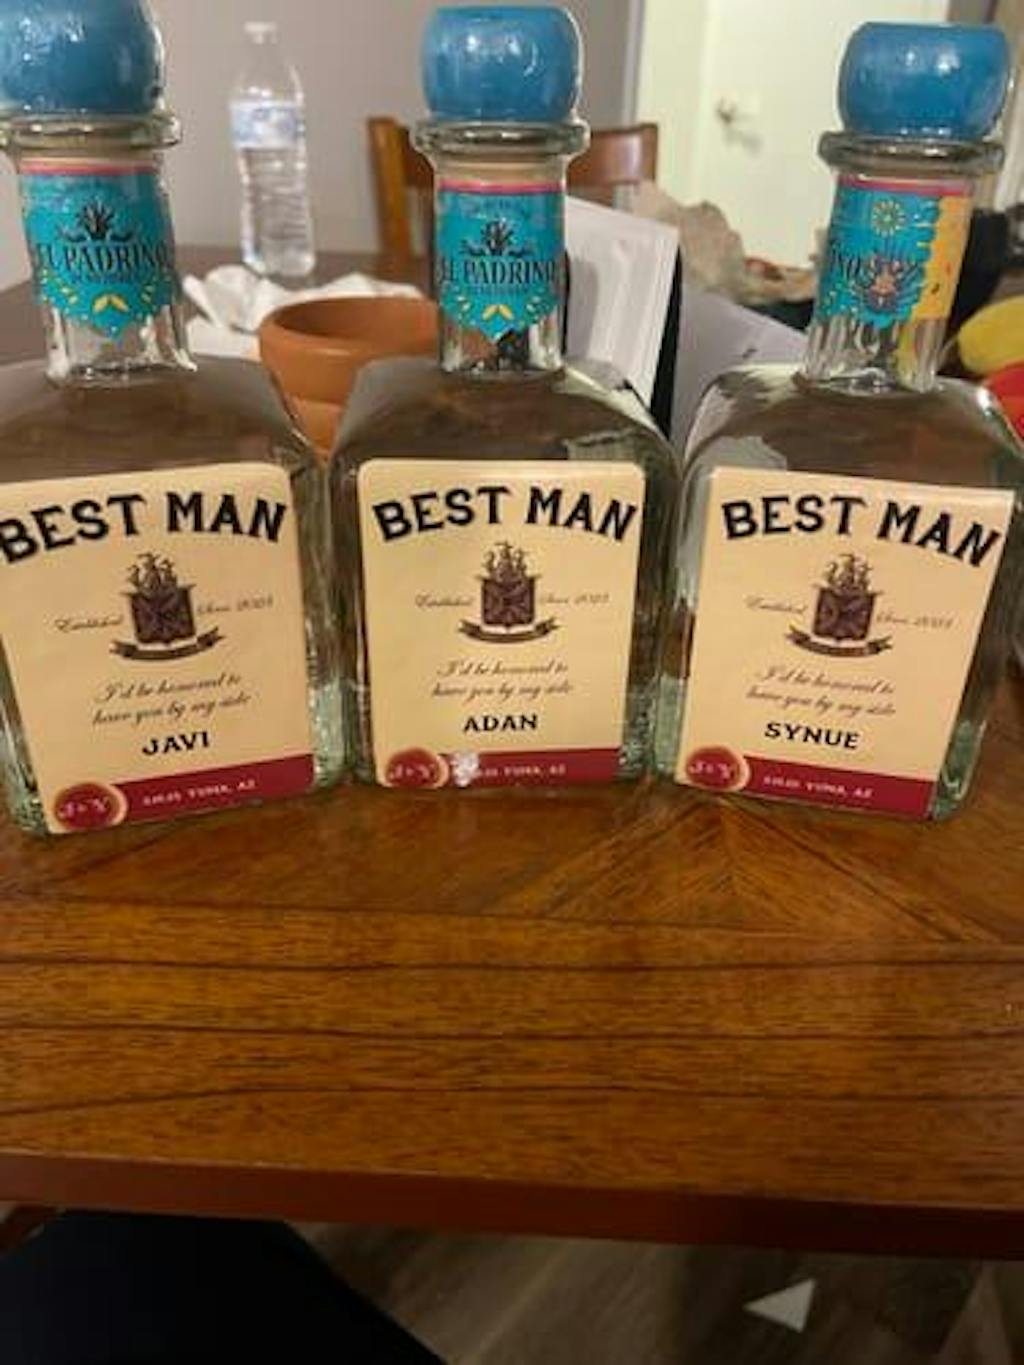 EL PADRINO
BEST MAN
Established Since 2023
I'd be honored to
have you by my side
JAVI
YUMA, AZ
EL PADRINO
BEST MAN
Established Since 2023
I'd be honored to
have you by my side
ADAN
YUMA, AZ
BEST MAN
Established Since 2023
I'd be honored to
have you by my side
SYNUE
YUMA, AZ